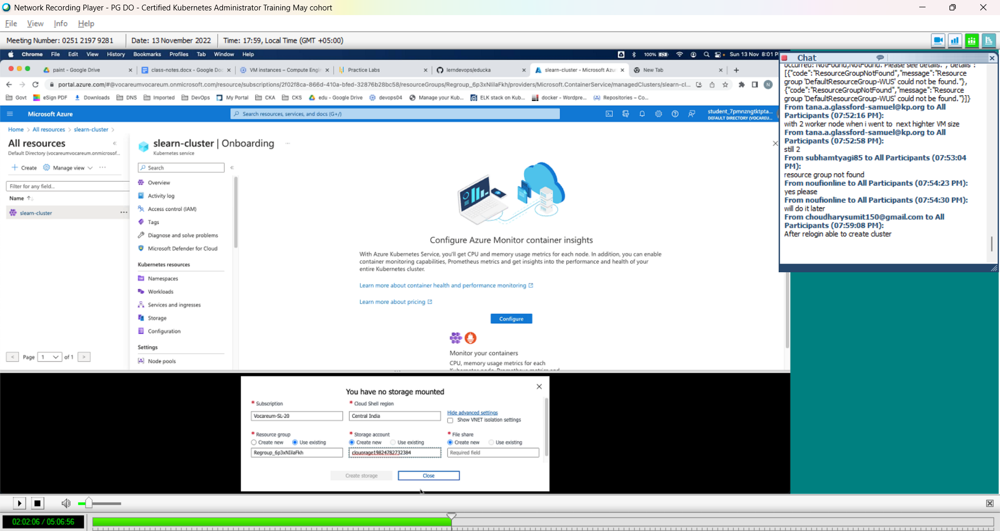 Network Recording Player - PG DO - Certified Kubernetes Administrator Training May cohort
File View Info Help
Meeting Number: 0251 2197 9281 Date: 13 November 2022 Time: 17:59, Local Time (GMT +05:00)
Chrome File Edit View History Bookmarks Profiles Tab Window Help 100% Sun 13 Nov 8:01 P
paint - Google Drive class-notes.docx - Google Do VM instances – Compute Engin Practice Labs lerndevops/educka slearn-cluster - Microsoft Azu New Tab
portal.azure.com/#@vocareumvocareum.onmicrosoft.com/resource/subscriptions/2f02f8ca-866d-410a-bfed-32876b28bc58/resourceGroups/Regroup_6p3xNIilaFkh/providers/Microsoft.ContainerService/managedClusters/slearn-cl... N
Govt eSign PDF Downloads DNS Imported DevOps My Portal CKA CKS edu - Google Drive devops04 Manage your Kub... ELK stack on Kub... docker - Wordpre... Repositories – Co...
Microsoft Azure Search resources, services, and docs (G+/) student_7pmnzngtktpta...
DEFAULT DIRECTORY (VOCAREU...
Home > All resources > slearn-cluster >
All resources
Default Directory (vocareumvocareum.onmicrosof...
Create Manage view ...
Filter for any field...
Name
slearn-cluster ...
< Page 1 of 1 >
slearn-cluster | Onboarding ...
Kubernetes service
Search
Overview
Activity log
Access control (IAM)
Tags
Diagnose and solve problems
Microsoft Defender for Cloud
Kubernetes resources
Namespaces
Workloads
Services and ingresses
Storage
Configuration
Settings
Node pools
Configure Azure Monitor container insights
With Azure Kubernetes Service, you'll get CPU and memory usage metrics for each node. In addition, you can enable
container monitoring capabilities, Prometheus metrics and get insights into the performance and health of your
entire Kubernetes cluster.
Learn more about container health and performance monitoring
Learn more about pricing
Configure
Monitor your containers
CPU, memory usage metrics for each
Kubernetes node, Prometheus metrics and
Chat
occurred: NotFound,NotFound. Please see details.", details :
[{"code":"ResourceGroupNotFound","message":"Resource
group 'DefaultResourceGroup-WUS' could not be found."},
{"code":"ResourceGroupNotFound","message":"Resource
group 'DefaultResourceGroup-WUS' could not be found."}]}
From tana.a.glassford-samuel@kp.org to All
Participants (07:52:16 PM):
with 2 worker node when i went to next highter VM size
From tana.a.glassford-samuel@kp.org to All
Participants (07:52:58 PM):
still 2
From subhamtyagi85 to All Participants (07:53:04
PM):
resource group not found
From noufionline to All Participants (07:54:23 PM):
yes please
From noufionline to All Participants (07:54:30 PM):
will do it later
From choudharysumit150@gmail.com to All
Participants (07:59:08 PM):
After relogin able to create cluster
You have no storage mounted
* Subscription * Cloud Shell region
Vocareum-SL-20 Central India Hide advanced settings
Show VNET isolation settings
* Resource group * Storage account * File share
Create new Use existing Create new Use existing Create new Use existing
Regroup_6p3xNIilaFkh clouorage19824782732384 Required field
Create storage Close
02:02:06 / 05:06:56